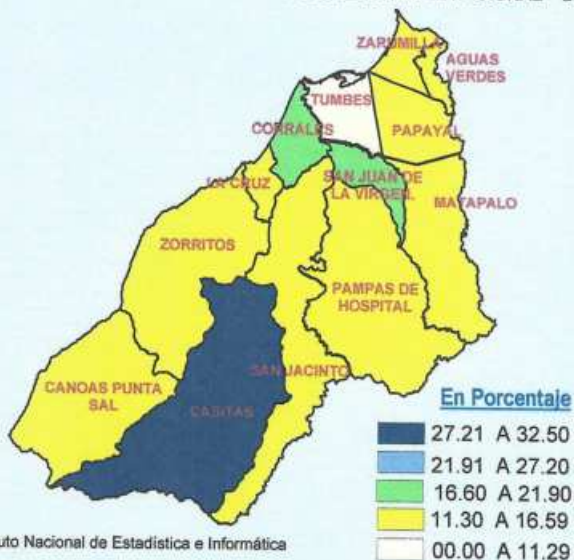 ZARUMILLA
AGUAS
VERDES
TUMBES
CORRALES
PAPAYAL
LA CRUZ
SAN JUAN DE
LA VIRGEN.
MATAPALO
ZORRITOS
PAMPAS DE
HOSPITAL
SAN JACINTO
CANOAS PUNTA
SAL
CASITAS
En Porcentaje
27.21 A 32.50
21.91 A 27.20
16.60 A 21.90
11.30 A 16.59
00.00 A 11.29
uto Nacional de Estadística e Informática